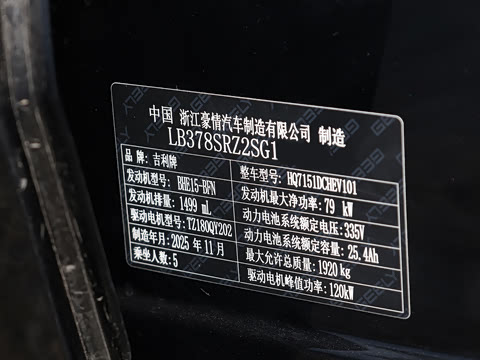 中国 浙江豪情汽车制造有限公司 制造
LB378SRZ2SG1
品牌：吉利牌
整车型号：HQ7151DCHEV101
发动机型号：BHE15-BFN
发动机最大净功率：79 kW
发动机排量：1499 mL
动力电池系统额定电压：335V
驱动电机型号：TZ180QY202
动力电池系统额定容量：25.4Ah
制造年月：2025 年 11 月
最大允许总质量：1920 kg
乘坐人数：5
驱动电机峰值功率：120kW